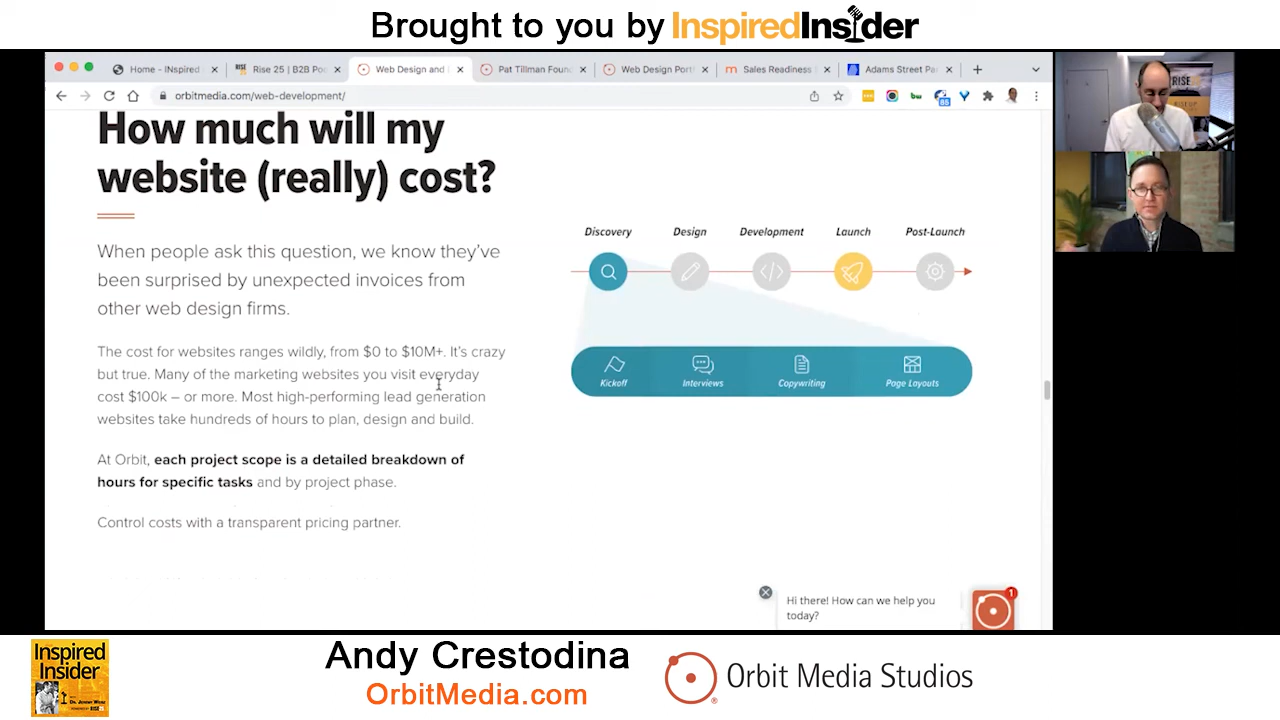 Brought to you by InspiredInsider
Home - INspired
Rise 25 | B2B Po
Web Design and
Pat Tillman Foun
Web Design Port
Sales Readiness
Adams Street Pa
orbitmedia.com/web-development/
85
RISE
RISE UP
How much will my
website (really) cost?
When people ask this question, we know they've
been surprised by unexpected invoices from
other web design firms.
The cost for websites ranges wildly, from $0 to $10M+. It's crazy
but true. Many of the marketing websites you visit everyday
cost $100k – or more. Most high-performing lead generation
websites take hundreds of hours to plan, design and build.
At Orbit, each project scope is a detailed breakdown of
hours for specific tasks and by project phase.
Control costs with a transparent pricing partner.
Discovery Design Development Launch Post-Launch
Kickoff Interviews Copywriting Page Layouts
Hi there! How can we help you
today?
1
Inspired
Insider
Andy Crestodina
OrbitMedia.com
Orbit Media Studios